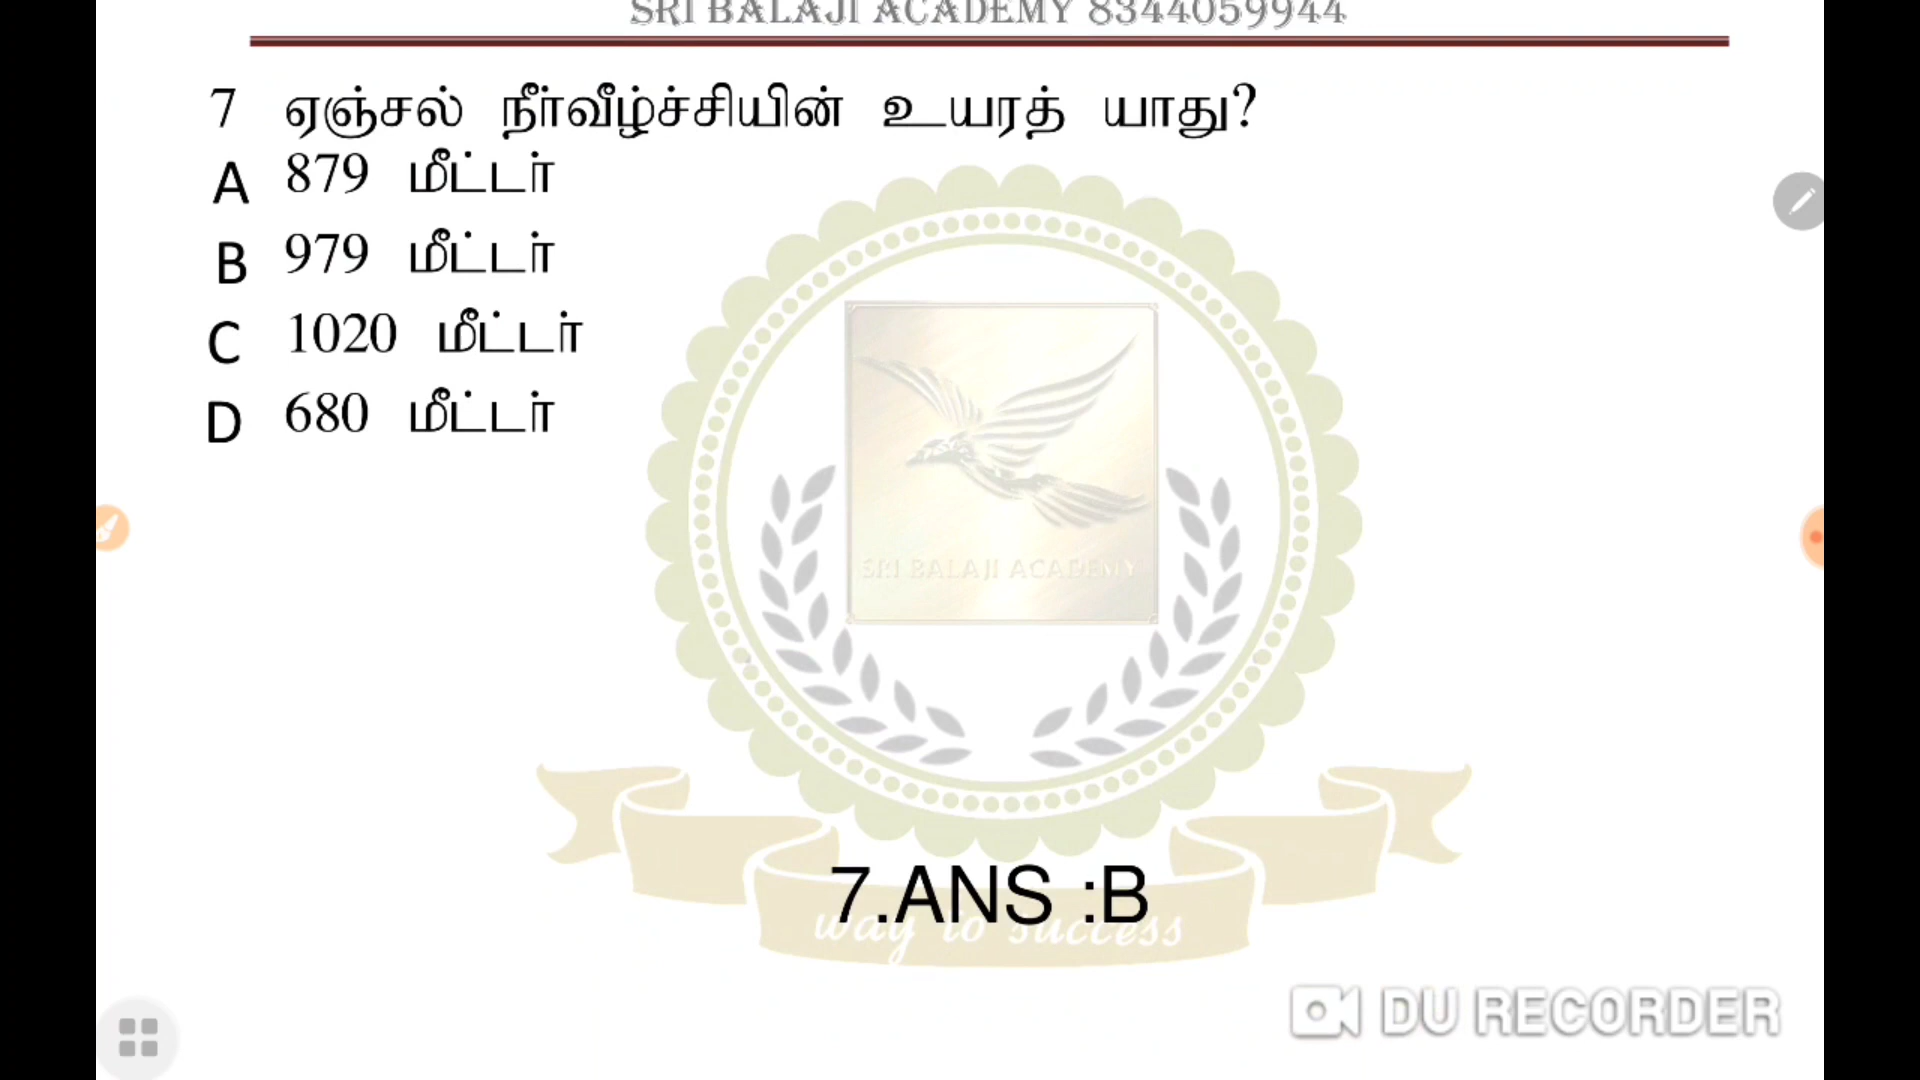 SRI BALAJI ACADEMY 8344059944
7 ஏஞ்சல் நீர்வீழ்ச்சியின் உயரத் யாது?
A 879 மீட்டர்
B 979 மீட்டர்
C 1020 மீட்டர்
D 680 மீட்டர்
SRI BALAJI ACADEMY
7.ANS :B
way to success
DU RECORDER